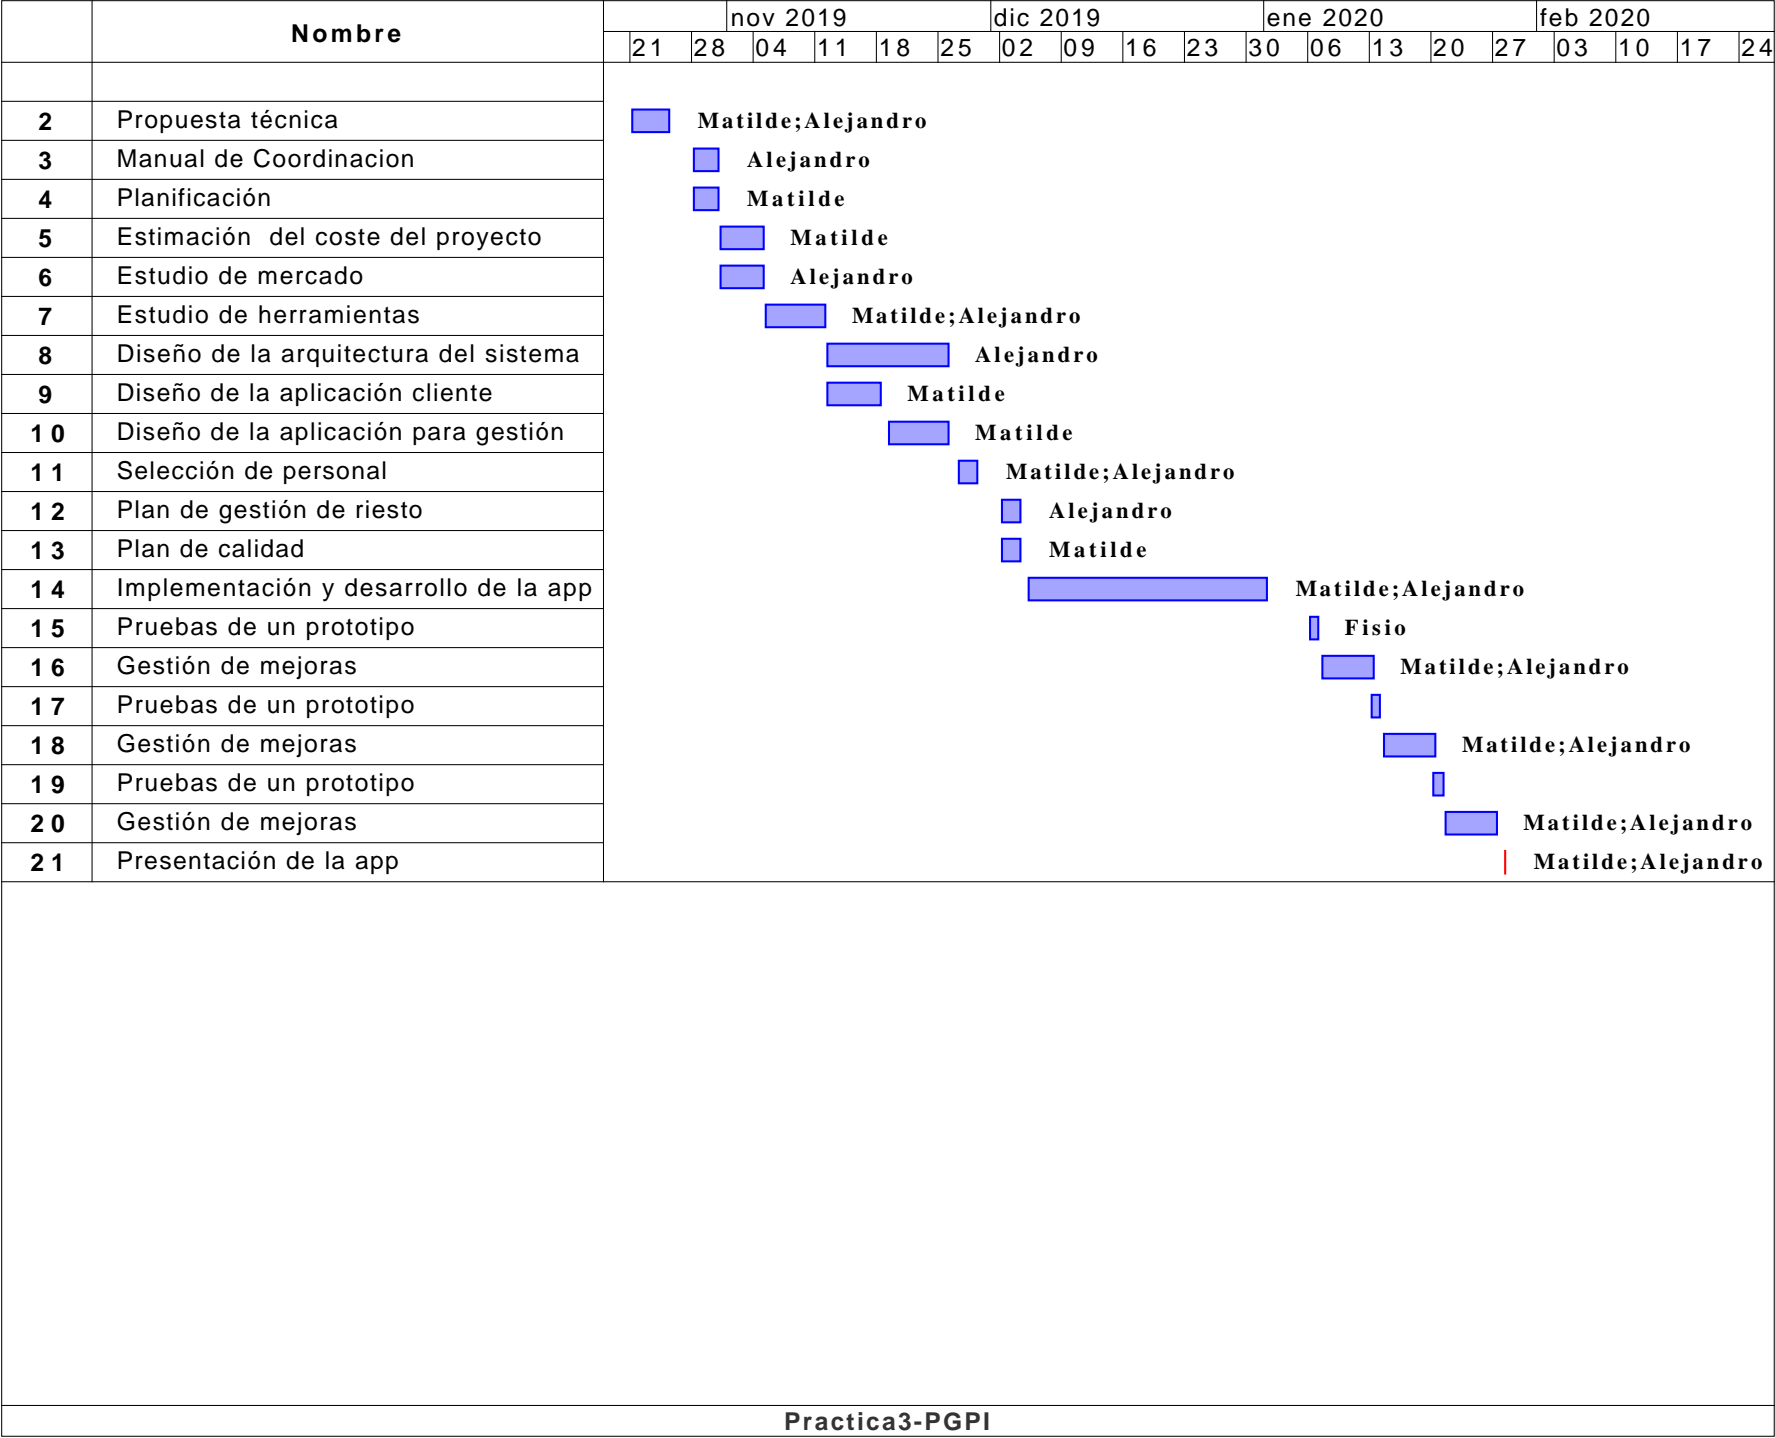 Nombre
nov 2019 dic 2019 ene 2020 feb 2020
21 28 04 11 18 25 02 09 16 23 30 06 13 20 27 03 10 17 24
2 Propuesta técnica Matilde;Alejandro
3 Manual de Coordinacion Alejandro
4 Planificación Matilde
5 Estimación del coste del proyecto Matilde
6 Estudio de mercado Alejandro
7 Estudio de herramientas Matilde;Alejandro
8 Diseño de la arquitectura del sistema Alejandro
9 Diseño de la aplicación cliente Matilde
10 Diseño de la aplicación para gestión Matilde
11 Selección de personal Matilde;Alejandro
12 Plan de gestión de riesto Alejandro
13 Plan de calidad Matilde
14 Implementación y desarrollo de la app Matilde;Alejandro
15 Pruebas de un prototipo Fisio
16 Gestión de mejoras Matilde;Alejandro
17 Pruebas de un prototipo
18 Gestión de mejoras Matilde;Alejandro
19 Pruebas de un prototipo
20 Gestión de mejoras Matilde;Alejandro
21 Presentación de la app Matilde;Alejandro
Practica3-PGPI